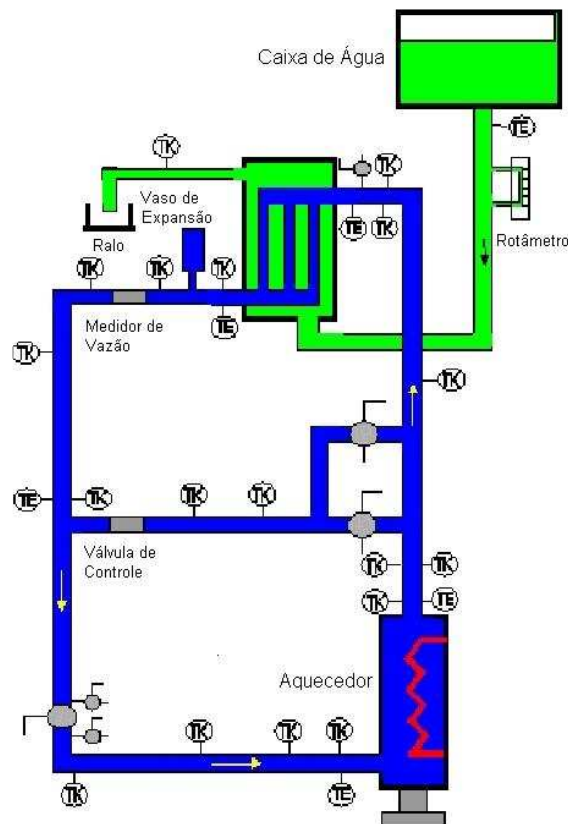 Caixa de Água
TE
TK
Vaso de
Expansão
TK
TE
TK
Rotâmetro
Ralo
TK
TK
TK
TE
Medidor de
Vazão
TK
TK
TE
TK
TK
TK
Válvula de
Controle
TK
TK
TK
TE
Aquecedor
TK
TK
TK
TK
TE